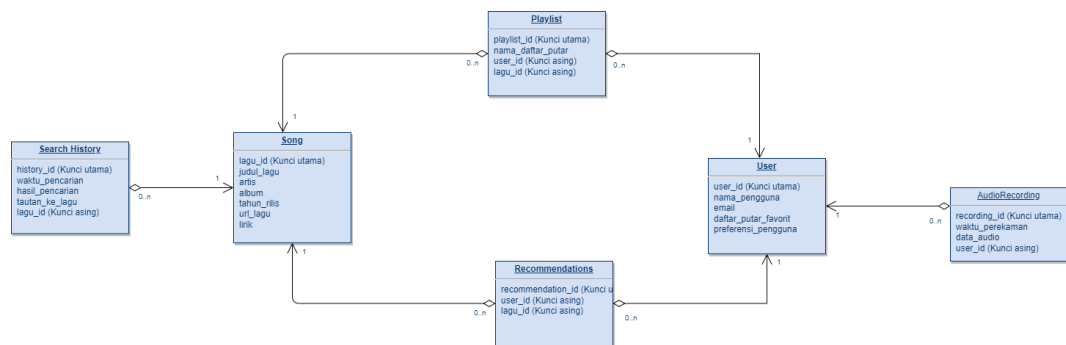 Playlist
playlist_id (Kunci utama)
nama_daftar_putar
user_id (Kunci asing)
lagu_id (Kunci asing)
0..n
0..n
1
1
Song
lagu_id (Kunci utama)
judul_lagu
artis
album
tahun_rilis
url_lagu
lirik
Search History
history_id (Kunci utama)
waktu_pencarian
hasil_pencarian
tautan_ke_lagu
lagu_id (Kunci asing)
0..n
1
1
User
user_id (Kunci utama)
nama_pengguna
email
daftar_putar_favorit
preferensi_pengguna
1
1
AudioRecording
recording_id (Kunci utama)
waktu_perekaman
data_audio
user_id (Kunci asing)
0..n
Recommendations
recommendation_id (Kunci u
user_id (Kunci asing)
lagu_id (Kunci asing)
0..n
0..n